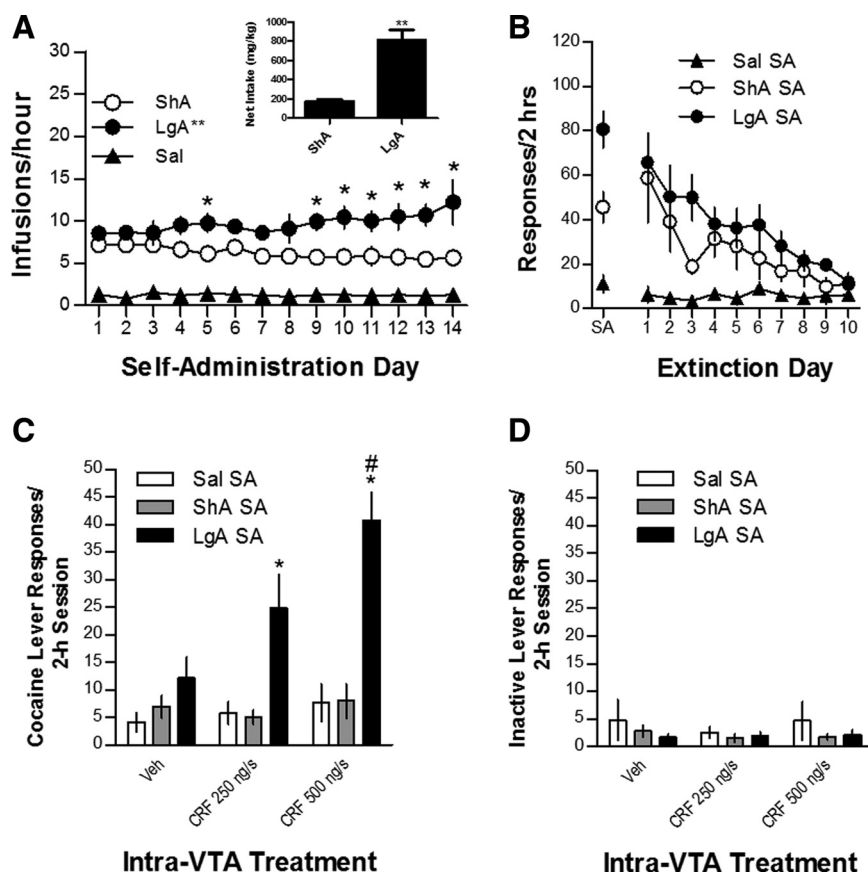 A
30
25
20
15
10
5
0
Infusions/hour
ShA
LgA**
Sal
1000
800
600
400
200
0
Net Intake (mg/kg)
**
ShA
LgA
*
*
*
*
*
*
*
1 2 3 4 5 6 7 8 9 10 11 12 13 14
Self-Administration Day
B
120
100
80
60
40
20
0
Responses/2 hrs
Sal SA
ShA SA
LgA SA
SA 1 2 3 4 5 6 7 8 9 10
Extinction Day
C
50
45
40
35
30
25
20
15
10
5
0
Cocaine Lever Responses/
2-h Session
Sal SA
ShA SA
LgA SA
*
#
*
Veh
CRF 250 ng/s
CRF 500 ng/s
Intra-VTA Treatment
D
50
45
40
35
30
25
20
15
10
5
0
Inactive Lever Responses/
2-h Session
Sal SA
ShA SA
LgA SA
Veh
CRF 250 ng/s
CRF 500 ng/s
Intra-VTA Treatment